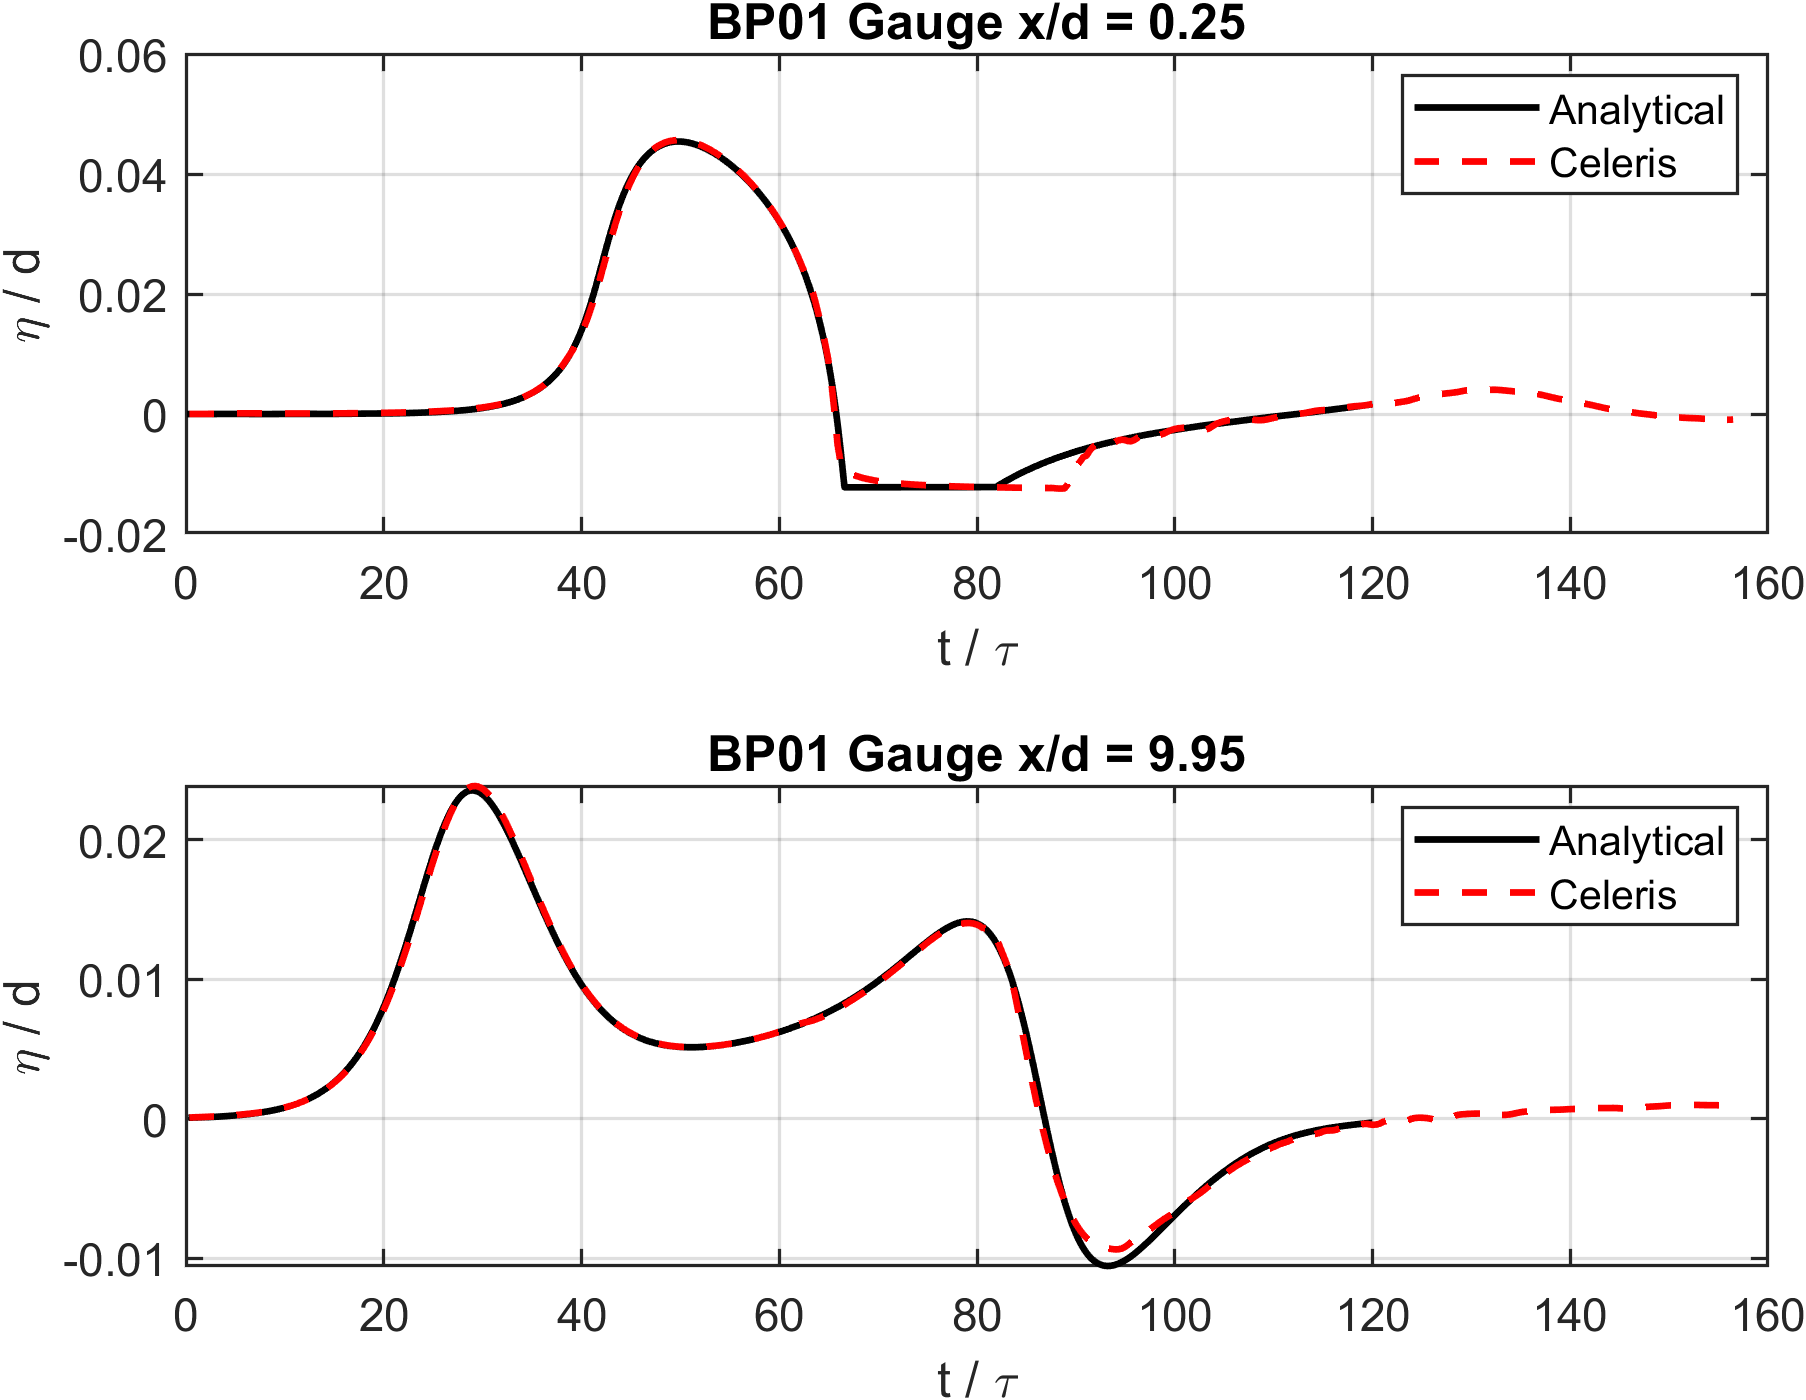 BP01 Gauge x/d = 0.25
0.06
0.04
0.02
0
-0.02
η / d
Analytical
Celeris
0 20 40 60 80 100 120 140 160
t / τ
BP01 Gauge x/d = 9.95
0.02
0.01
0
-0.01
η / d
Analytical
Celeris
0 20 40 60 80 100 120 140 160
t / τ